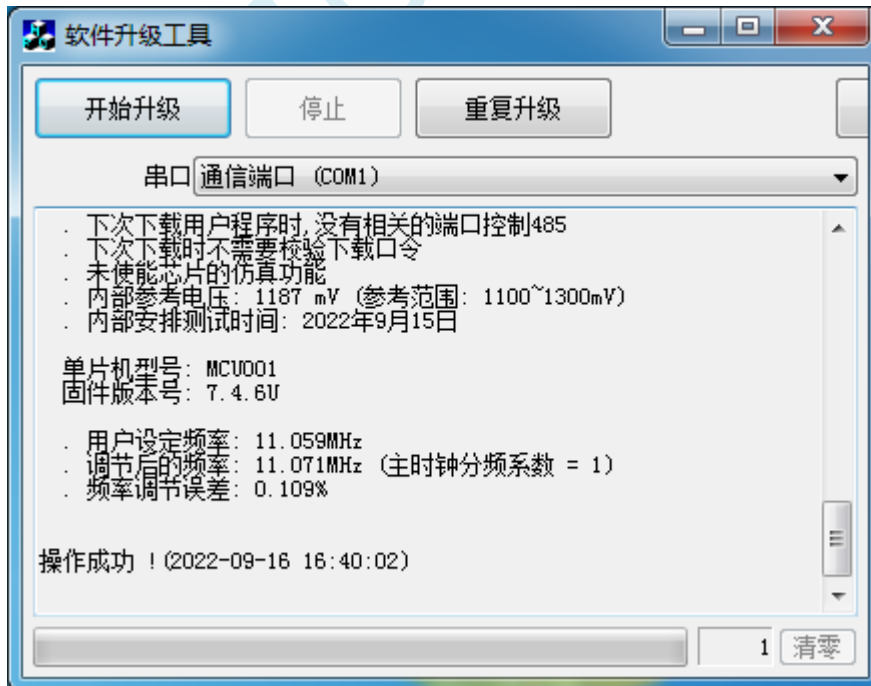 软件升级工具
开始升级 停止 重复升级
串口 通信端口 (COM1)
. 下次下载用户程序时,没有相关的端口控制485
. 下次下载时不需要校验下载口令
. 未使能芯片的仿真功能
. 内部参考电压: 1187 mV (参考范围: 1100~1300mV)
. 内部安排测试时间: 2022年9月15日
单片机型号: MCU001
固件版本号: 7.4.6U
. 用户设定频率: 11.059MHz
. 调节后的频率: 11.071MHz (主时钟分频系数 = 1)
. 频率调节误差: 0.109%
操作成功 !(2022-09-16 16:40:02)
1 清零